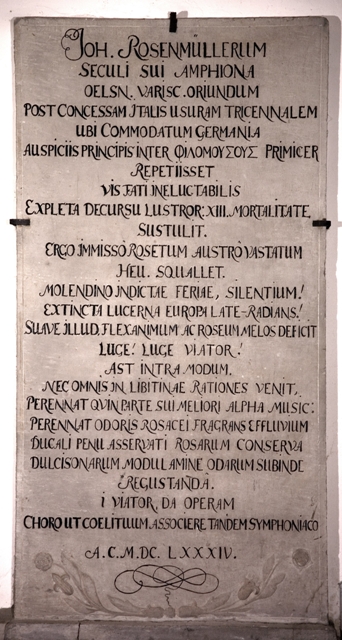 JOH. ROSENMÜLLERUM
SECULI SUI AMPHIONA
OELSN. VARISC. ORIUNDUM
POST CONCESSAM ITALIS USURAM TRICENNALEM
UBI COMMODATUM GERMANIA
AUSPICIIS PRINCIPIS INTER ΦΙΛΟΜΟΥΣΟΥΣ PRIMICER
REPETIISSET
VIS FATI INELUCTABILIS
EXPLETA DECURSU LUSTROR: XIII. MORTALITATE,
SUSTULIT.
ERGO IMMISSO ROSETUM AUSTRO VASTATUM
HEU. SQUALLET.
MOLENDINO INDICTAE FERIAE, SILENTIUM!
EXTINCTA LUCERNA EUROPA LATE-RADIANS!
SUAVE ILLUD, FLEXANIMUM AC ROSEUM MELOS DEFICIT
LUGE! LUGE VIATOR!
AST INTRA MODUM.
NEC OMNIS IN LIBITINAE RATIONES VENIT,
PERENNAT QVIN PARTE SUI MELIORI ALPHA MUSIC:
PERENNAT ODORIS ROSACEI FRAGRANS EFFLUVIUM
DUCALI PENU ASSERVATI ROSARUM CONSERVA
DULCISONARUM MODULAMINE ODARUM SUBINDE
REGUSTANDA.
I VIATOR, DA OPERAM
CHORO UT COELITUUM ASSOCIERE TANDEM SYMPHONIACO
A.C.M.DC. LXXXIV.